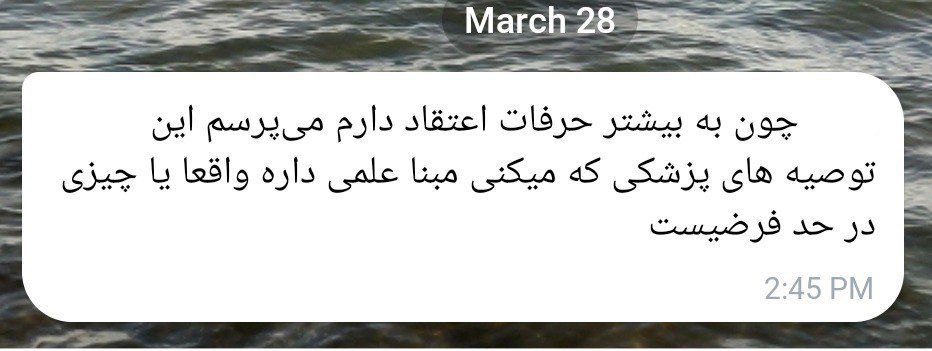 March 28
چون به بیشتر حرفات اعتقاد دارم می‌پرسم این
توصیه های پزشکی که میکنی مبنا علمی داره واقعا یا چیزی
در حد فرضیست
2:45 PM